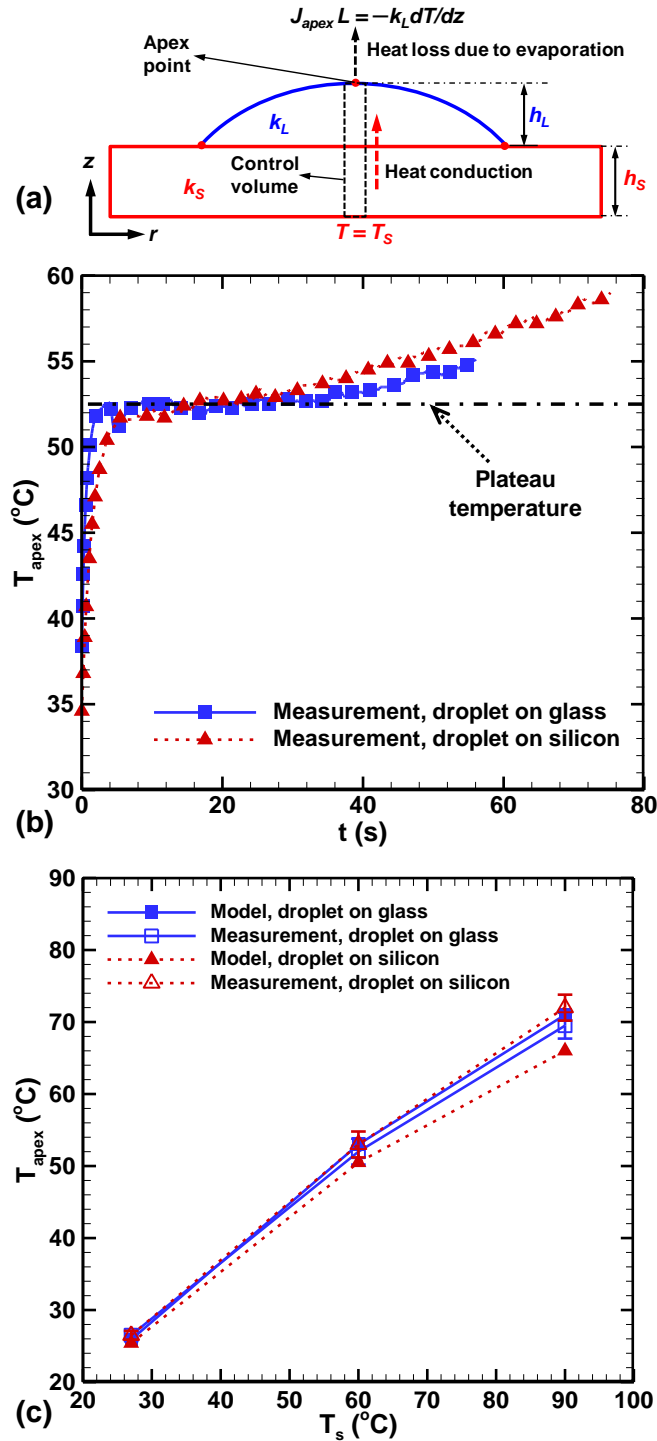 J_apex L = −k_L dT/dz
Apex
point
Heat loss due to evaporation
k_L
h_L
z
Control
volume
Heat conduction
k_S
h_S
(a)
r
T = T_S
60
55
50
45
40
35
30
T_apex (°C)
Plateau
temperature
Measurement, droplet on glass
Measurement, droplet on silicon
0
20
40
60
80
(b)
t (s)
90
80
70
60
50
40
30
20
T_apex (°C)
Model, droplet on glass
Measurement, droplet on glass
Model, droplet on silicon
Measurement, droplet on silicon
20
30
40
50
60
70
80
90
100
(c)
T_s (°C)